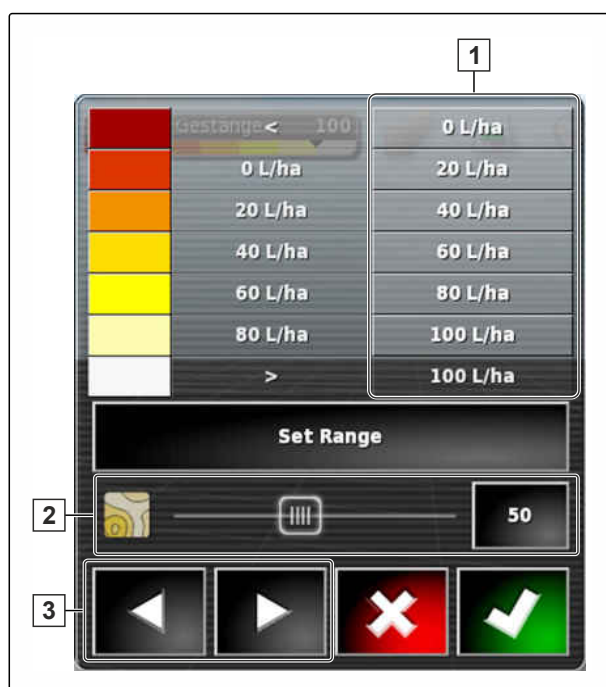 1
Gestänge < 100 0 L/ha
0 L/ha 20 L/ha
20 L/ha 40 L/ha
40 L/ha 60 L/ha
60 L/ha 80 L/ha
80 L/ha 100 L/ha
> 100 L/ha
Set Range
2 50
3